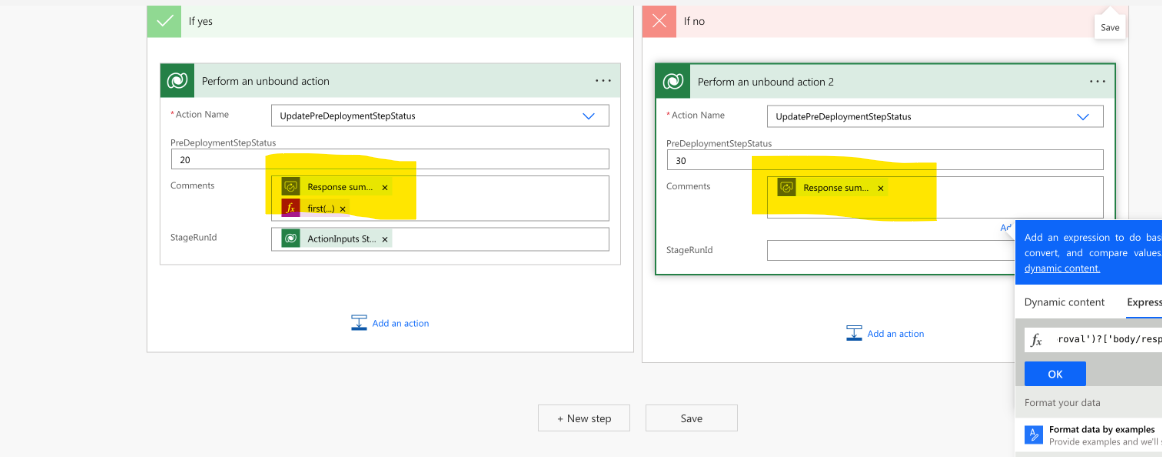 If yes
If no
Save
Perform an unbound action
...
Perform an unbound action 2
...
* Action Name
UpdatePreDeploymentStepStatus
* Action Name
UpdatePreDeploymentStepStatus
PreDeploymentStepStatus
20
PreDeploymentStepStatus
30
Comments
Response sum... ×
fx first(...) ×
Comments
Response sum... ×
StageRunId
ActionInputs St... ×
StageRunId
Add an expression to do bas
convert, and compare values
dynamic content.
Dynamic content
Express
fx roval')?['body/resp
OK
Format your data
Format data by examples
Provide examples and we'll s
Add an action
Add an action
+ New step
Save